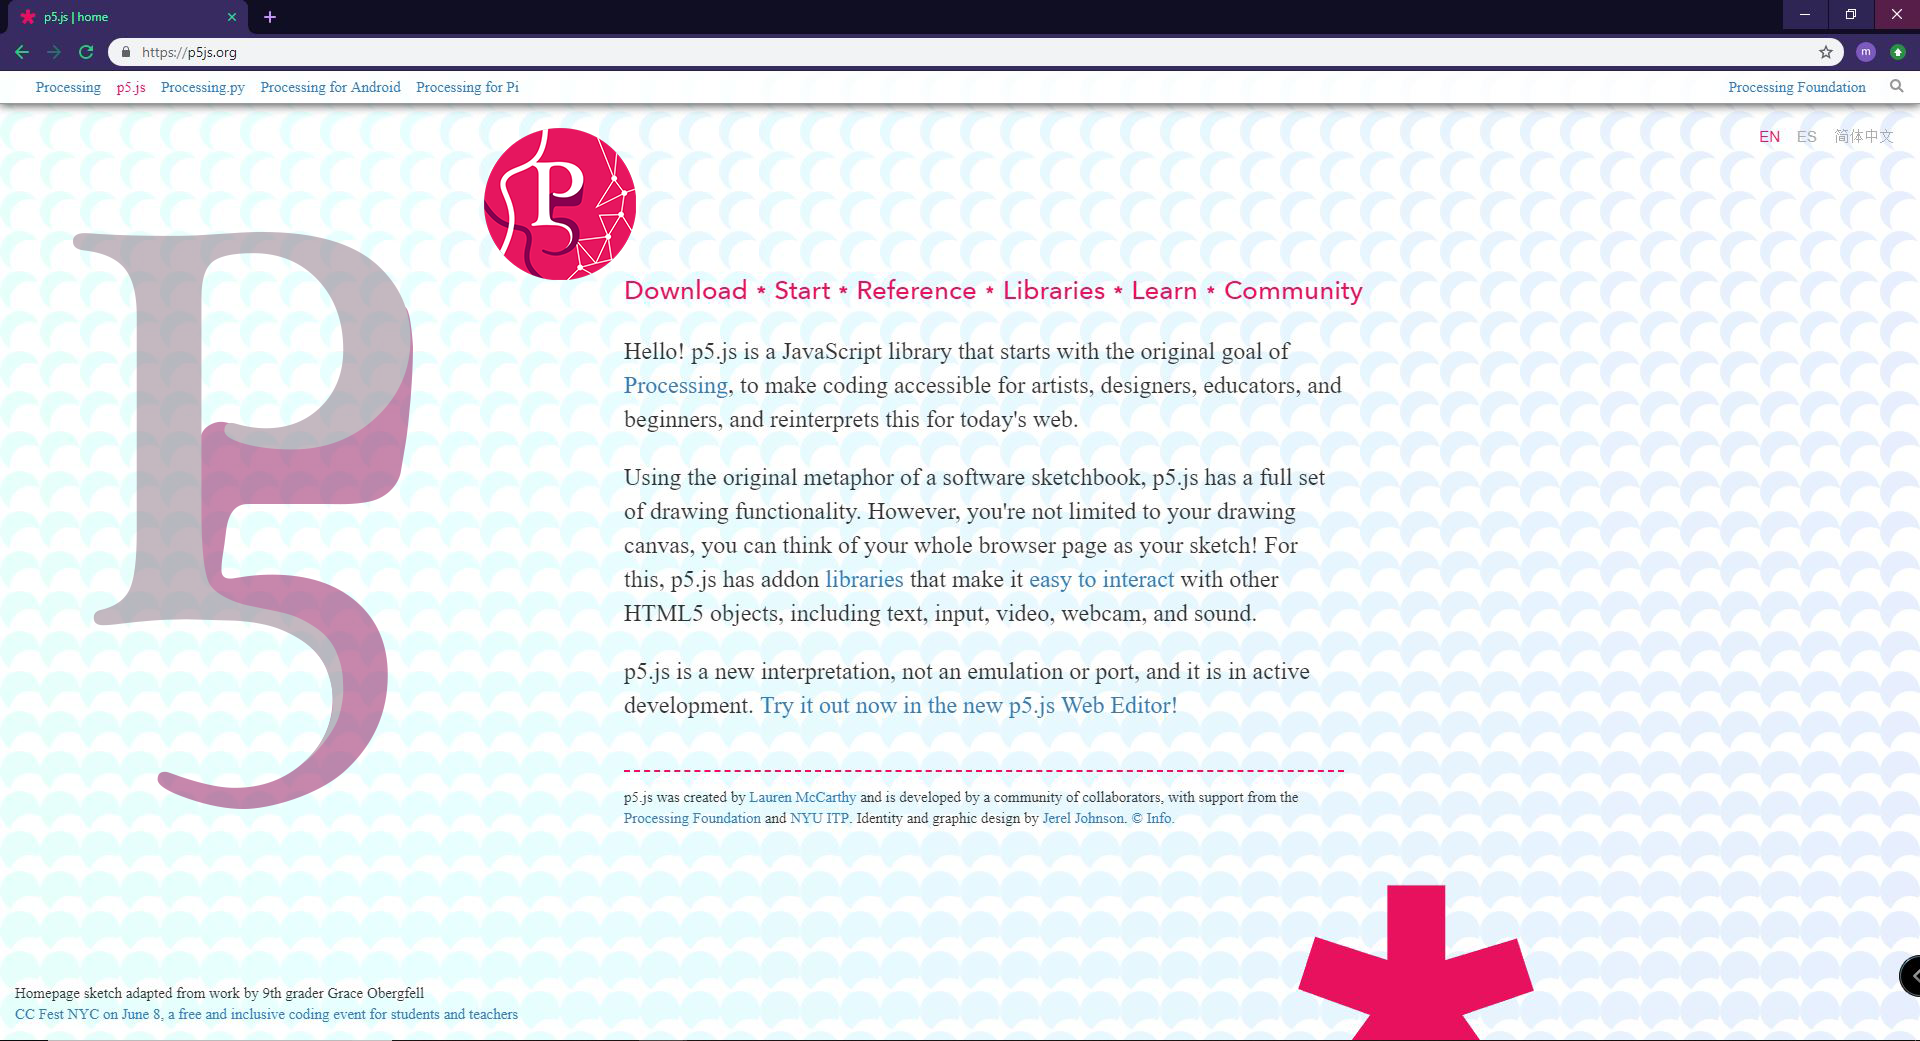 p5.js | home
https://p5js.org
m
Processing p5.js Processing.py Processing for Android Processing for Pi Processing Foundation
EN ES 简体中文
p5
p5
Download * Start * Reference * Libraries * Learn * Community
Hello! p5.js is a JavaScript library that starts with the original goal of
Processing, to make coding accessible for artists, designers, educators, and
beginners, and reinterprets this for today's web.
Using the original metaphor of a software sketchbook, p5.js has a full set
of drawing functionality. However, you're not limited to your drawing
canvas, you can think of your whole browser page as your sketch! For
this, p5.js has addon libraries that make it easy to interact with other
HTML5 objects, including text, input, video, webcam, and sound.
p5.js is a new interpretation, not an emulation or port, and it is in active
development. Try it out now in the new p5.js Web Editor!
p5.js was created by Lauren McCarthy and is developed by a community of collaborators, with support from the
Processing Foundation and NYU ITP. Identity and graphic design by Jerel Johnson. © Info.
Homepage sketch adapted from work by 9th grader Grace Obergfell
CC Fest NYC on June 8, a free and inclusive coding event for students and teachers